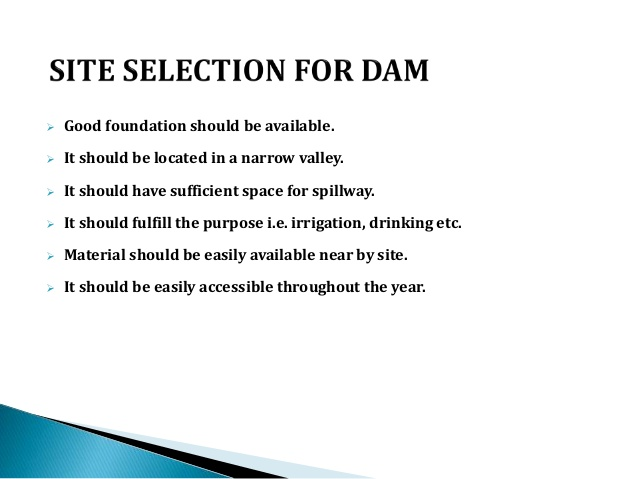 SITE SELECTION FOR DAM
Good foundation should be available.
It should be located in a narrow valley.
It should have sufficient space for spillway.
It should fulfill the purpose i.e. irrigation, drinking etc.
Material should be easily available near by site.
It should be easily accessible throughout the year.